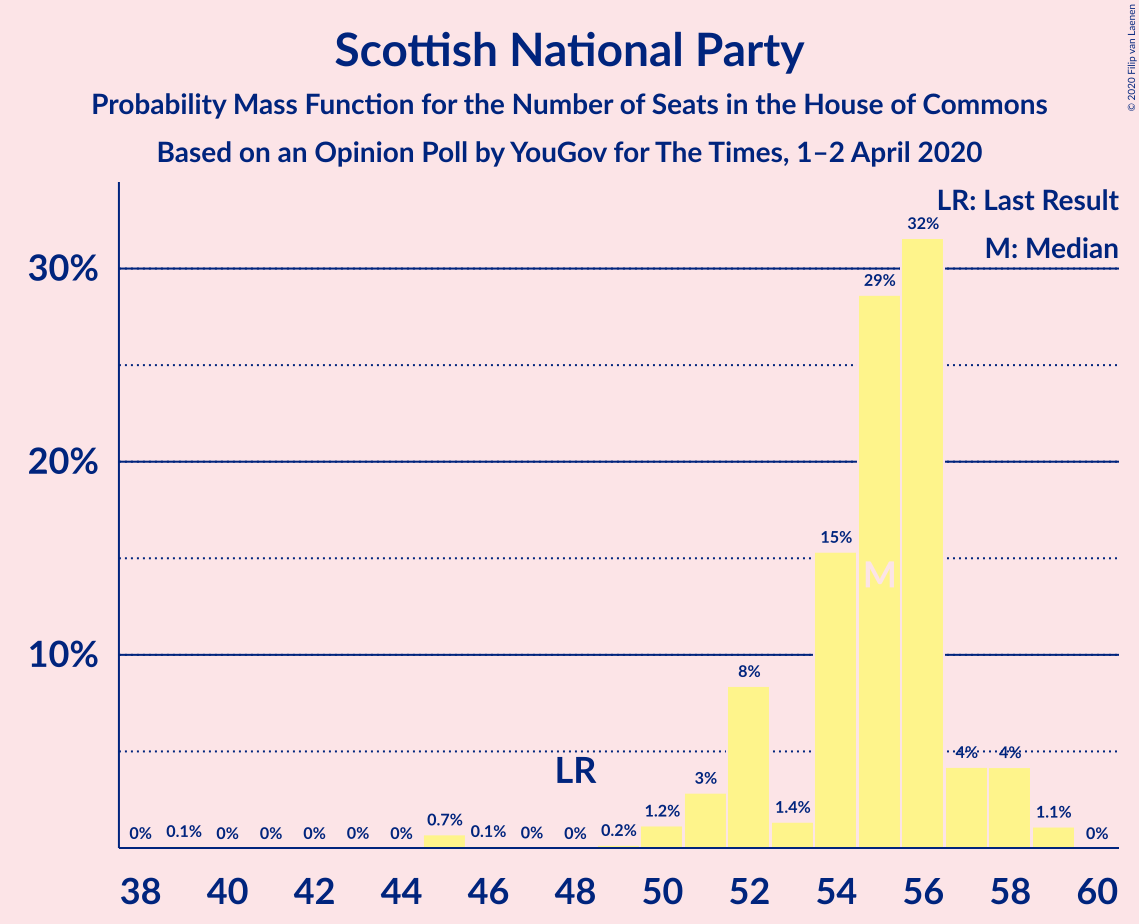 Scottish National Party
Probability Mass Function for the Number of Seats in the House of Commons
Based on an Opinion Poll by YouGov for The Times, 1–2 April 2020
© 2020 Filip van Laenen
LR: Last Result
M: Median
30%
20%
10%
0% 0.1% 0% 0% 0% 0% 0% 0.7% 0.1% 0% 0% 0.2% 1.2% 3% 8% 1.4% 15% 29% 32% 4% 4% 1.1% 0%
LR
M
38 40 42 44 46 48 50 52 54 56 58 60